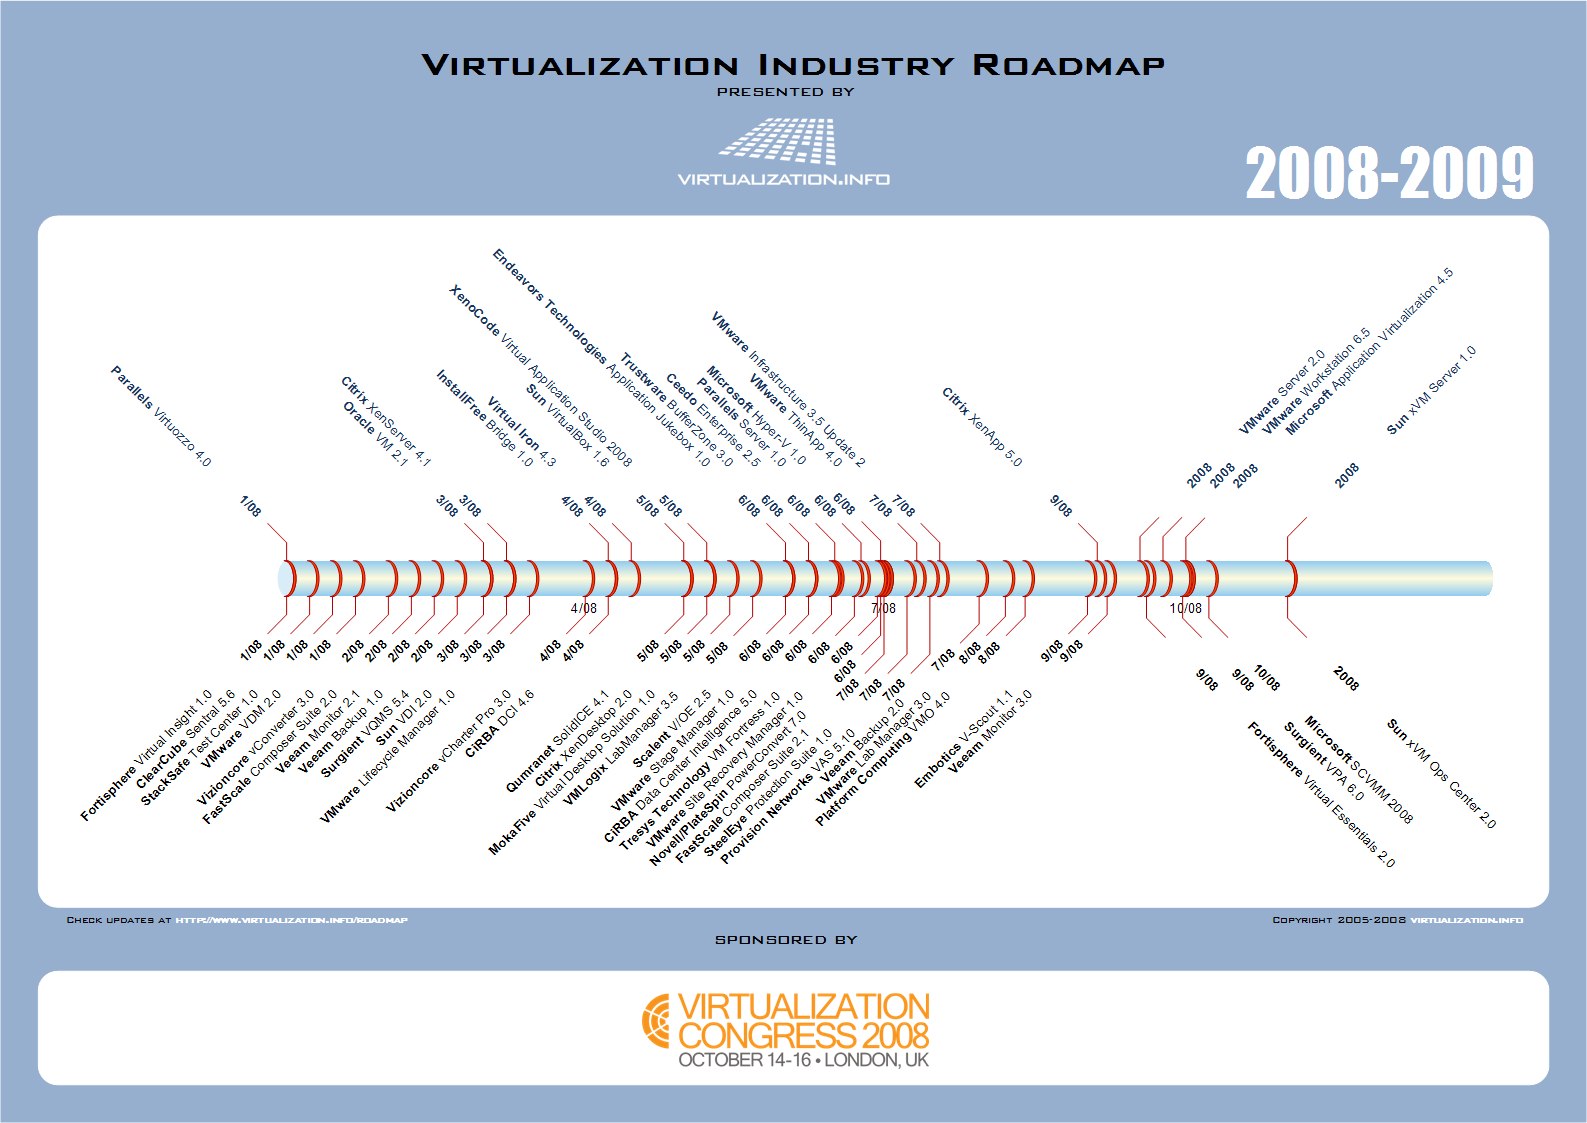 Virtualization Industry Roadmap
presented by
VIRTUALIZATION.INFO
2008-2009
Parallels Virtuozzo 4.0
Citrix XenServer 4.1
Oracle VM 2.1
InstallFree Bridge 1.0
Virtual Iron 4.3
Sun VirtualBox 1.6
XenoCode Virtual Application Studio 2008
Endeavors Technologies Application Jukebox 1.0
Trustware BufferZone 3.0
Ceedo Enterprise 2.5
Parallels Server 1.0
Microsoft Hyper-V 1.0
VMware ThinApp 4.0
VMware Infrastructure 3.5 Update 2
Citrix XenApp 5.0
VMware Server 2.0
VMware Workstation 6.5
Microsoft Application Virtualization 4.5
Sun xVM Server 1.0
1/08
3/08
3/08
4/08
4/08
5/08
5/08
6/08
6/08
6/08
6/08
6/08
7/08
7/08
9/08
2008
2008
2008
2008
4/08
7/08
10/08
1/08
1/08
1/08
1/08
2/08
2/08
2/08
2/08
3/08
3/08
3/08
4/08
4/08
5/08
5/08
5/08
5/08
6/08
6/08
6/08
6/08
6/08
6/08
7/08
7/08
7/08
7/08
8/08
8/08
9/08
9/08
9/08
9/08
10/08
2008
Fortisphere Virtual Insight 1.0
ClearCube Sentral 5.6
StackSafe Test Center 1.0
VMware VDM 2.0
Vizioncore vConverter 3.0
FastScale Composer Suite 2.0
Veeam Monitor 2.1
Veeam Backup 1.0
Surgient VQMS 5.4
Sun VDI 2.0
VMware Lifecycle Manager 1.0
Vizioncore vCharter Pro 3.0
CiRBA DCI 4.6
Qumranet SolidICE 4.1
Citrix XenDesktop 2.0
MokaFive Virtual Desktop Solution 1.0
VMLogix LabManager 3.5
Scalent V/OE 2.5
VMware Stage Manager 1.0
CiRBA Data Center Intelligence 5.0
Tresys Technology VM Fortress 1.0
VMware Site Recovery Manager 1.0
Novell/PlateSpin PowerConvert 7.0
FastScale Composer Suite 2.1
SteelEye Protection Suite 1.0
Provision Networks VAS 5.10
Veeam Backup 2.0
VMware Lab Manager 3.0
Platform Computing VMO 4.0
Embotics V-Scout 1.1
Veeam Monitor 3.0
Fortisphere Virtual Essentials 2.0
Surgient VPA 6.0
Microsoft SCVMM 2008
Sun xVM Ops Center 2.0
Check updates at http://www.virtualization.info/roadmap
Copyright 2005-2008 virtualization.info
sponsored by
VIRTUALIZATION
CONGRESS 2008
OCTOBER 14-16 • LONDON, UK